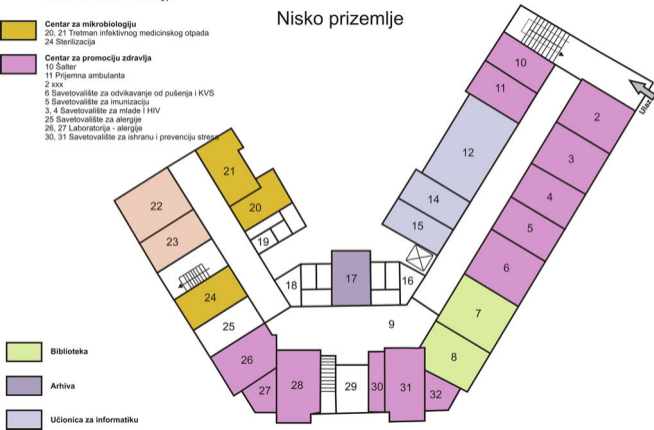 Nisko prizemlje
Centar za mikrobiologiju
20, 21 Tretman infektivnog medicinskog otpada
24 Sterilizacija
Centar za promociju zdravlja
10 Šalter
11 Prijemna ambulanta
2 xxx
6 Savetovalište za odvikavanje od pušenja i KVS
5 Savetovalište za imunizaciju
3, 4 Savetovalište za mlade I HIV
25 Savetovalište za alergije
26, 27 Laboratorija - alergije
30, 31 Savetovalište za ishranu i prevenciju stresa
Ulaz
10
11
2
12
3
14
4
15
5
6
21
20
22
19
23
24
18
17
16
7
25
9
8
26
27
28
29
30
31
32
Biblioteka
Arhiva
Učionica za informatiku